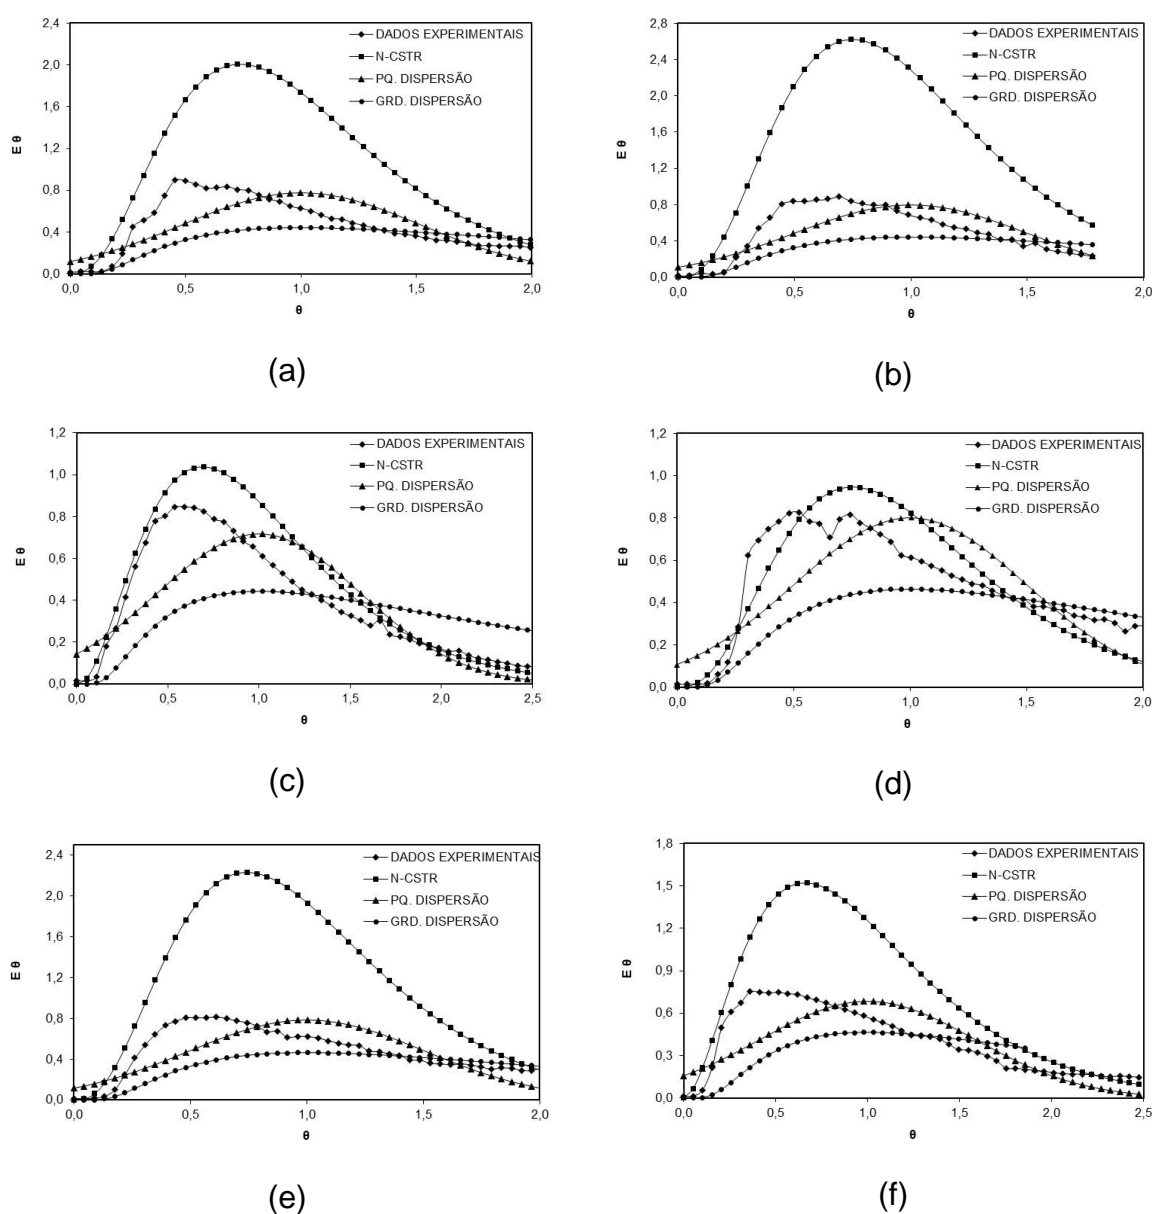 2,4
2,0
1,6
1,2
0,8
0,4
0,0
E θ
DADOS EXPERIMENTAIS
N-CSTR
PQ. DISPERSÃO
GRD. DISPERSÃO
0,0 0,5 1,0 1,5 2,0
θ
(a)
2,8
2,4
2,0
1,6
1,2
0,8
0,4
0,0
E θ
DADOS EXPERIMENTAIS
N-CSTR
PQ. DISPERSÃO
GRD. DISPERSÃO
0,0 0,5 1,0 1,5 2,0
θ
(b)
1,2
1,0
0,8
0,6
0,4
0,2
0,0
E θ
DADOS EXPERIMENTAIS
N-CSTR
PQ. DISPERSÃO
GRD. DISPERSÃO
0,0 0,5 1,0 1,5 2,0 2,5
θ
(c)
1,2
1,0
0,8
0,6
0,4
0,2
0,0
E θ
DADOS EXPERIMENTAIS
N-CSTR
PQ. DISPERSÃO
GRD. DISPERSÃO
0,0 0,5 1,0 1,5 2,0
θ
(d)
2,4
2,0
1,6
1,2
0,8
0,4
0,0
E θ
DADOS EXPERIMENTAIS
N-CSTR
PQ. DISPERSÃO
GRD. DISPERSÃO
0,0 0,5 1,0 1,5 2,0
θ
(e)
1,8
1,5
1,2
0,9
0,6
0,3
0,0
E θ
DADOS EXPERIMENTAIS
N-CSTR
PQ. DISPERSÃO
GRD. DISPERSÃO
0,0 0,5 1,0 1,5 2,0 2,5
θ
(f)